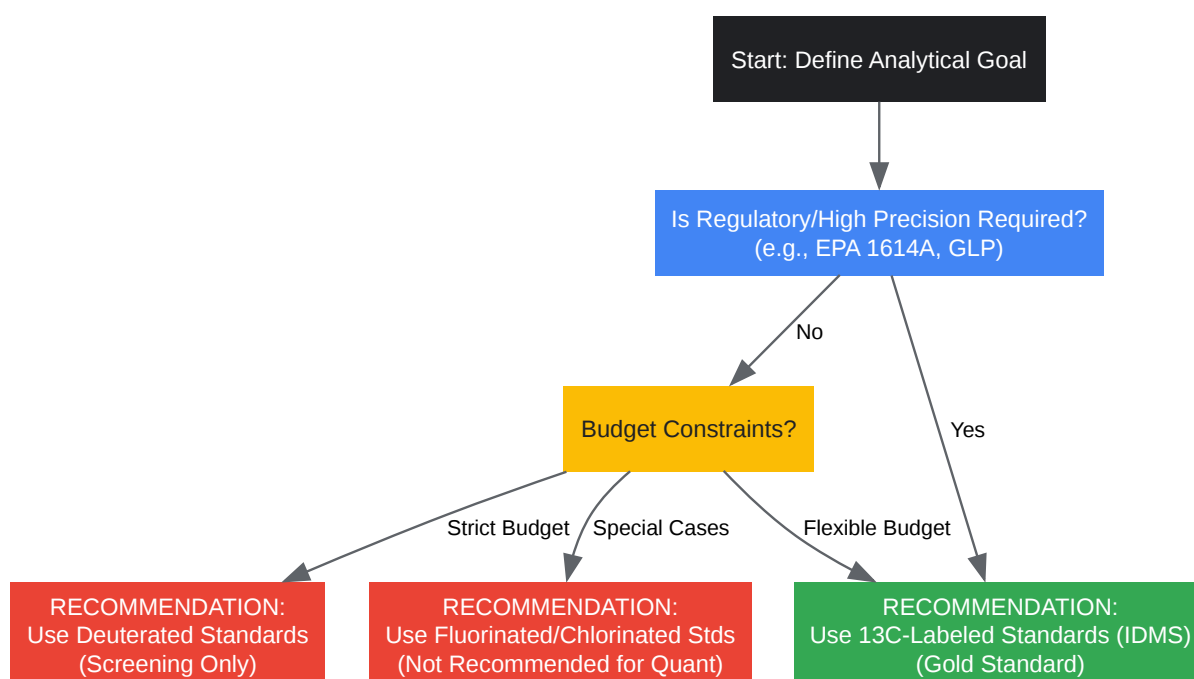 Start: Define Analytical Goal
Is Regulatory/High Precision Required?
(e.g., EPA 1614A, GLP)
No
Budget Constraints?
Yes
Strict Budget
Special Cases
Flexible Budget
RECOMMENDATION:
Use Deuterated Standards
(Screening Only)
RECOMMENDATION:
Use Fluorinated/Chlorinated Stds
(Not Recommended for Quant)
RECOMMENDATION:
Use 13C-Labeled Standards (IDMS)
(Gold Standard)